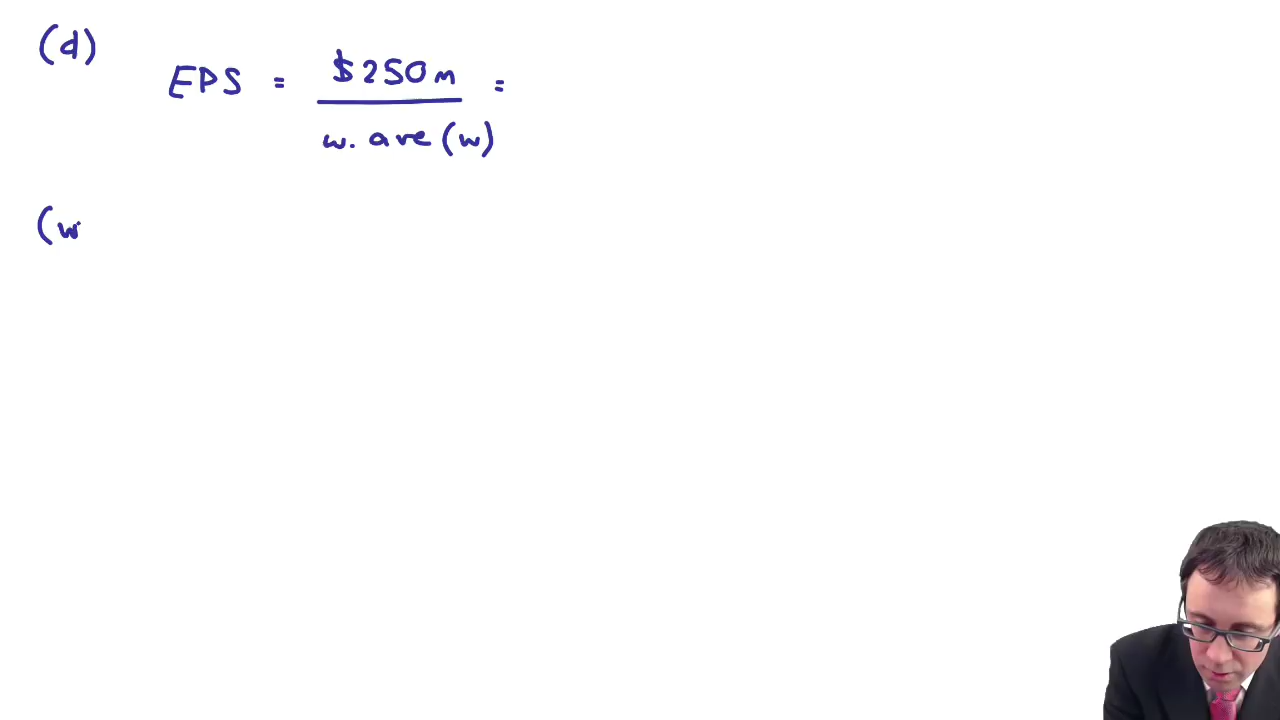 (d)
EPS = $250m =
w. ave (w)
(w